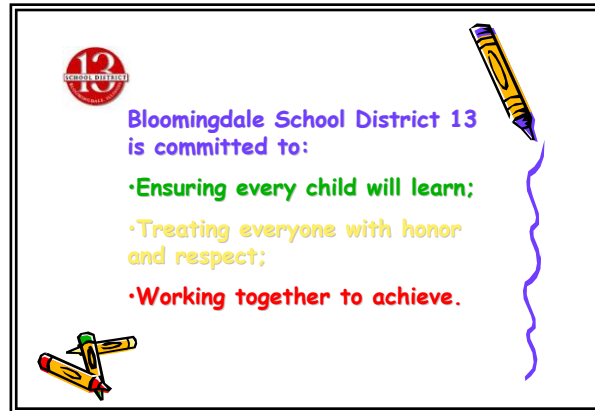 13
SCHOOL DISTRICT
Bloomingdale School District 13
is committed to:
•Ensuring every child will learn;
•Treating everyone with honor
and respect;
•Working together to achieve.